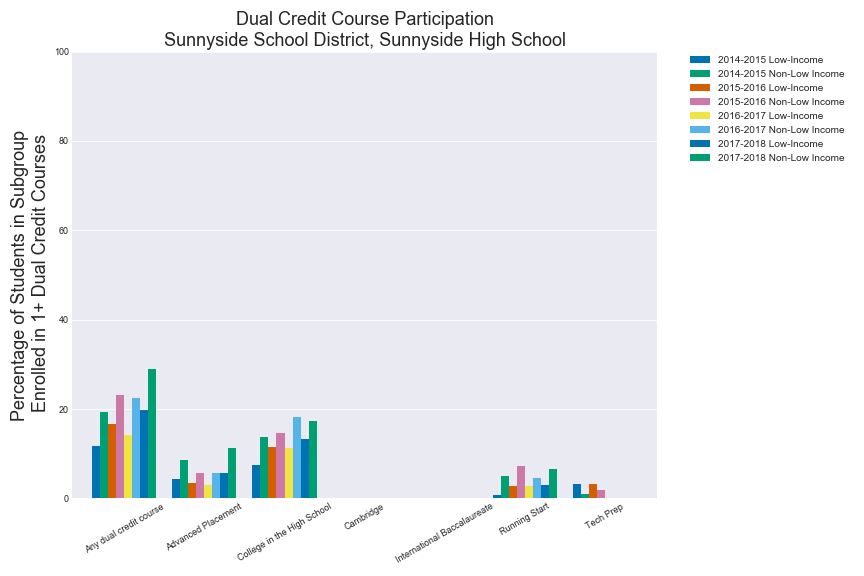 Dual Credit Course Participation
Sunnyside School District, Sunnyside High School
Percentage of Students in Subgroup
Enrolled in 1+ Dual Credit Courses
100
80
60
40
20
0
Any dual credit course
Advanced Placement
College in the High School
Cambridge
International Baccalaureate
Running Start
Tech Prep
2014-2015 Low-Income
2014-2015 Non-Low Income
2015-2016 Low-Income
2015-2016 Non-Low Income
2016-2017 Low-Income
2016-2017 Non-Low Income
2017-2018 Low-Income
2017-2018 Non-Low Income